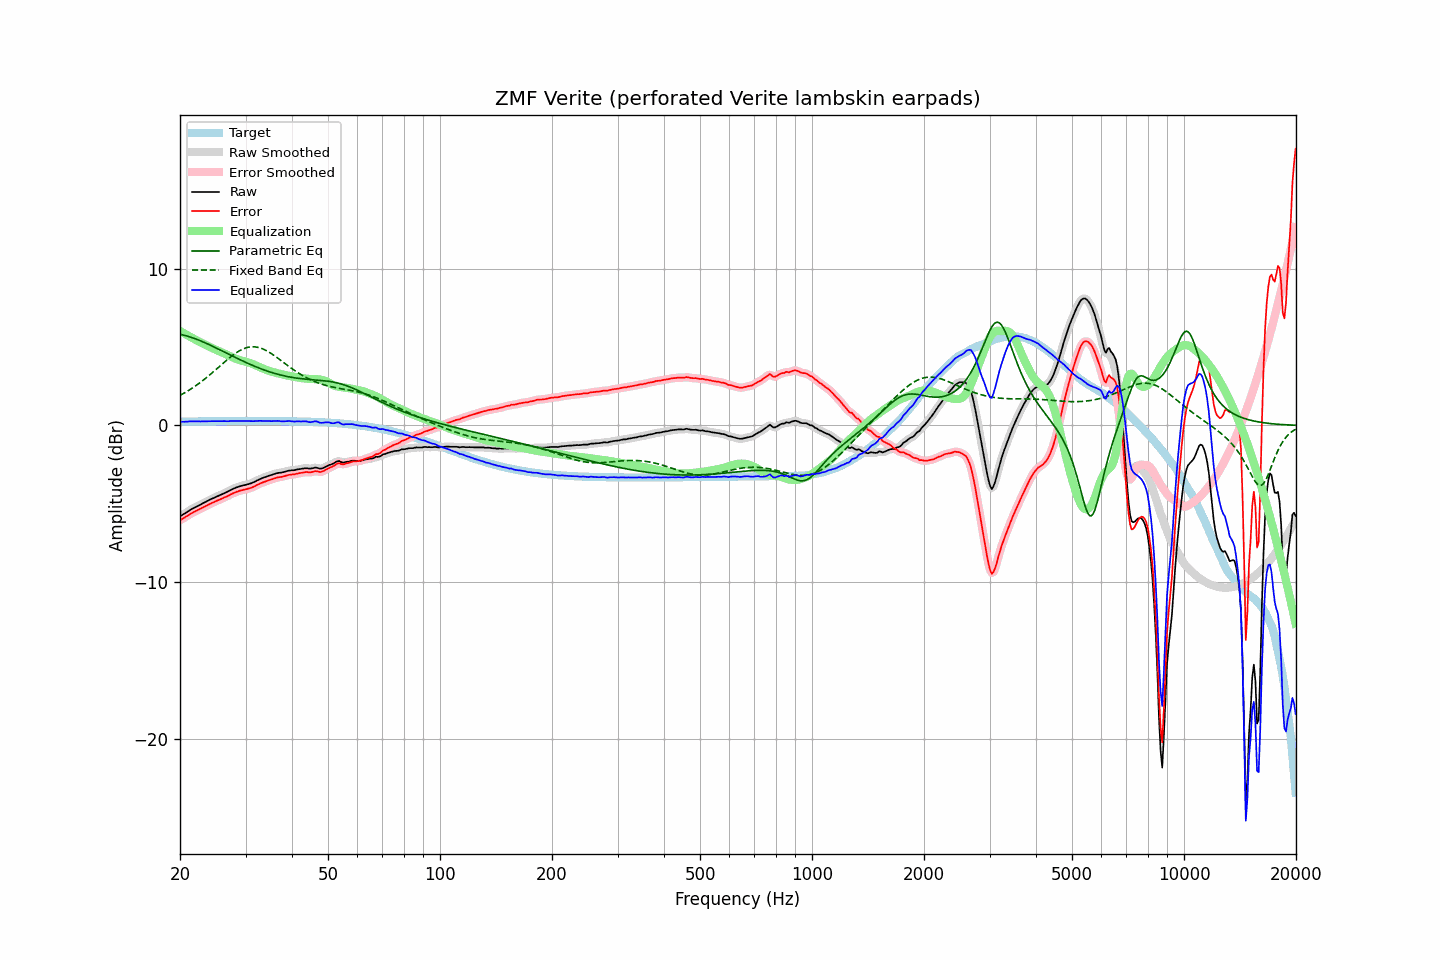 ZMF Verite (perforated Verite lambskin earpads)
Target
Raw Smoothed
Error Smoothed
Raw
Error
Equalization
Parametric Eq
Fixed Band Eq
Equalized
Amplitude (dBr)
10
0
−10
−20
20
50
100
200
500
1000
2000
5000
10000
20000
Frequency (Hz)